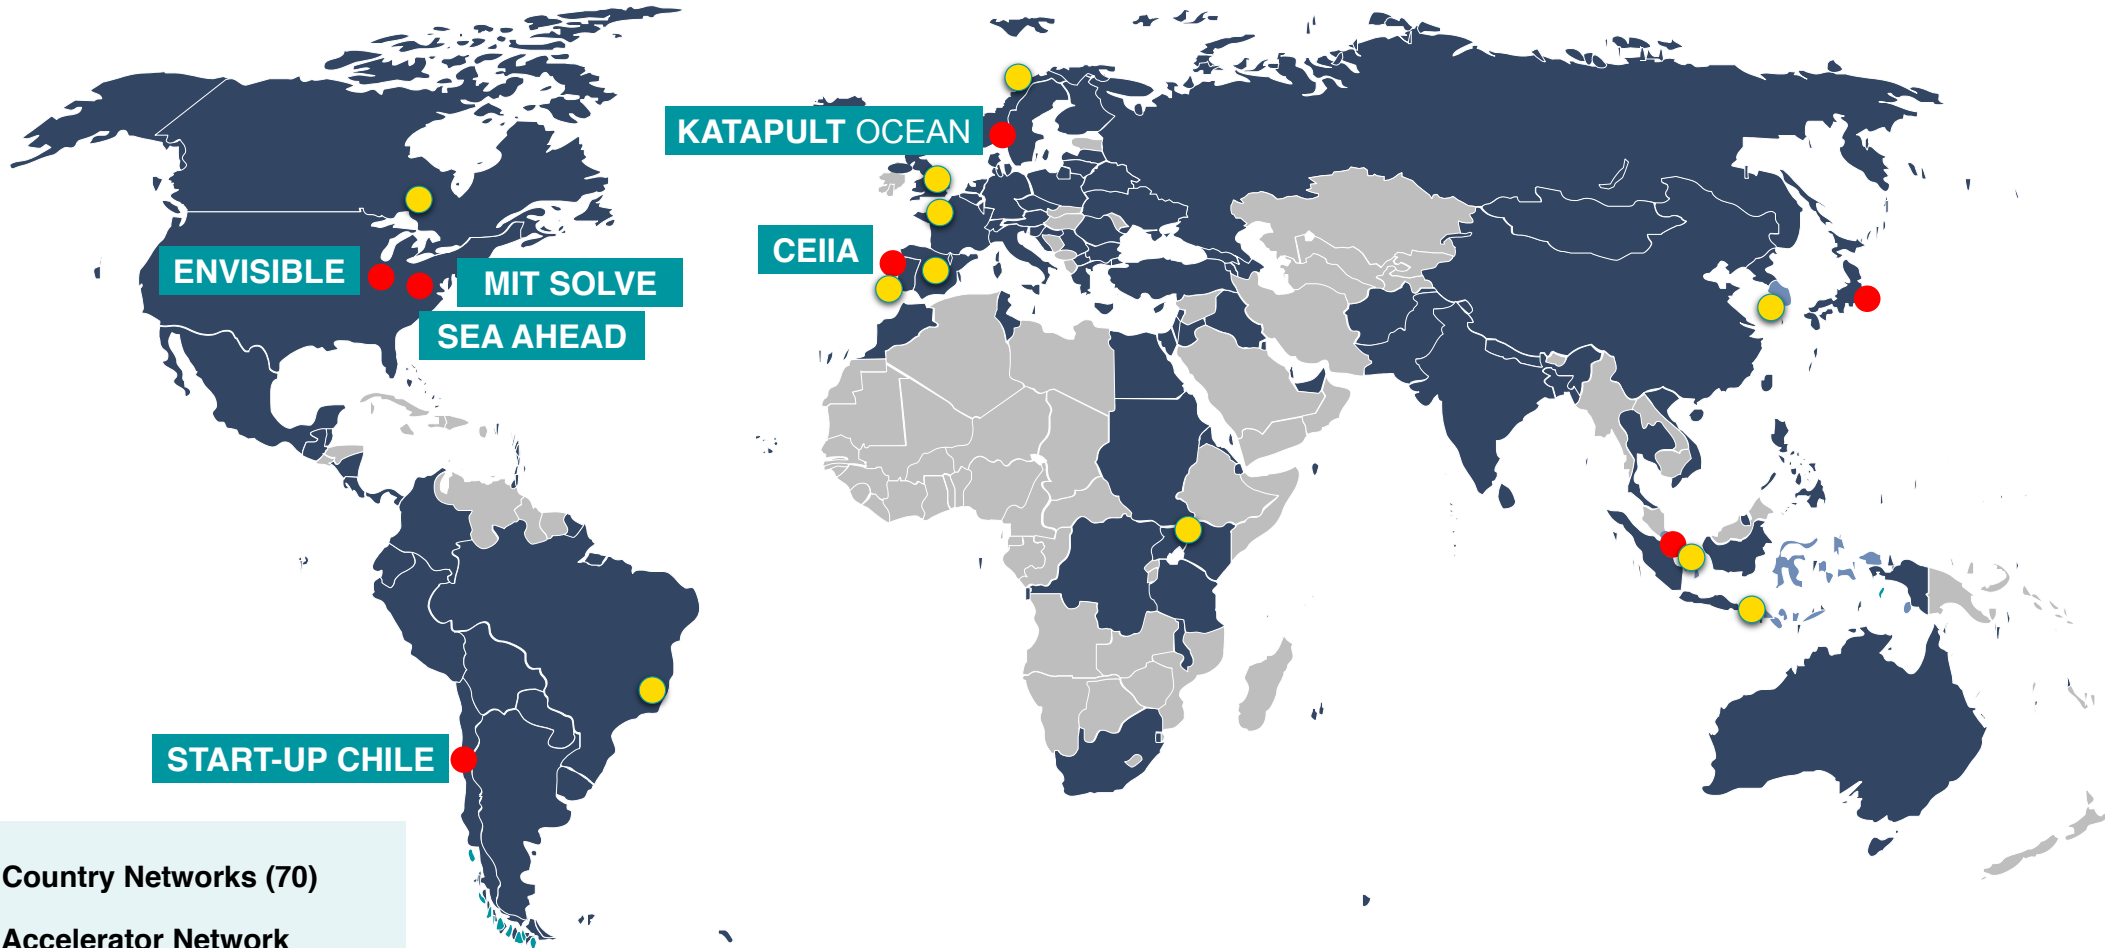 KATAPULT OCEAN
CEIIA
ENVISIBLE
MIT SOLVE
SEA AHEAD
START-UP CHILE
Country Networks (70)
Accelerator Network